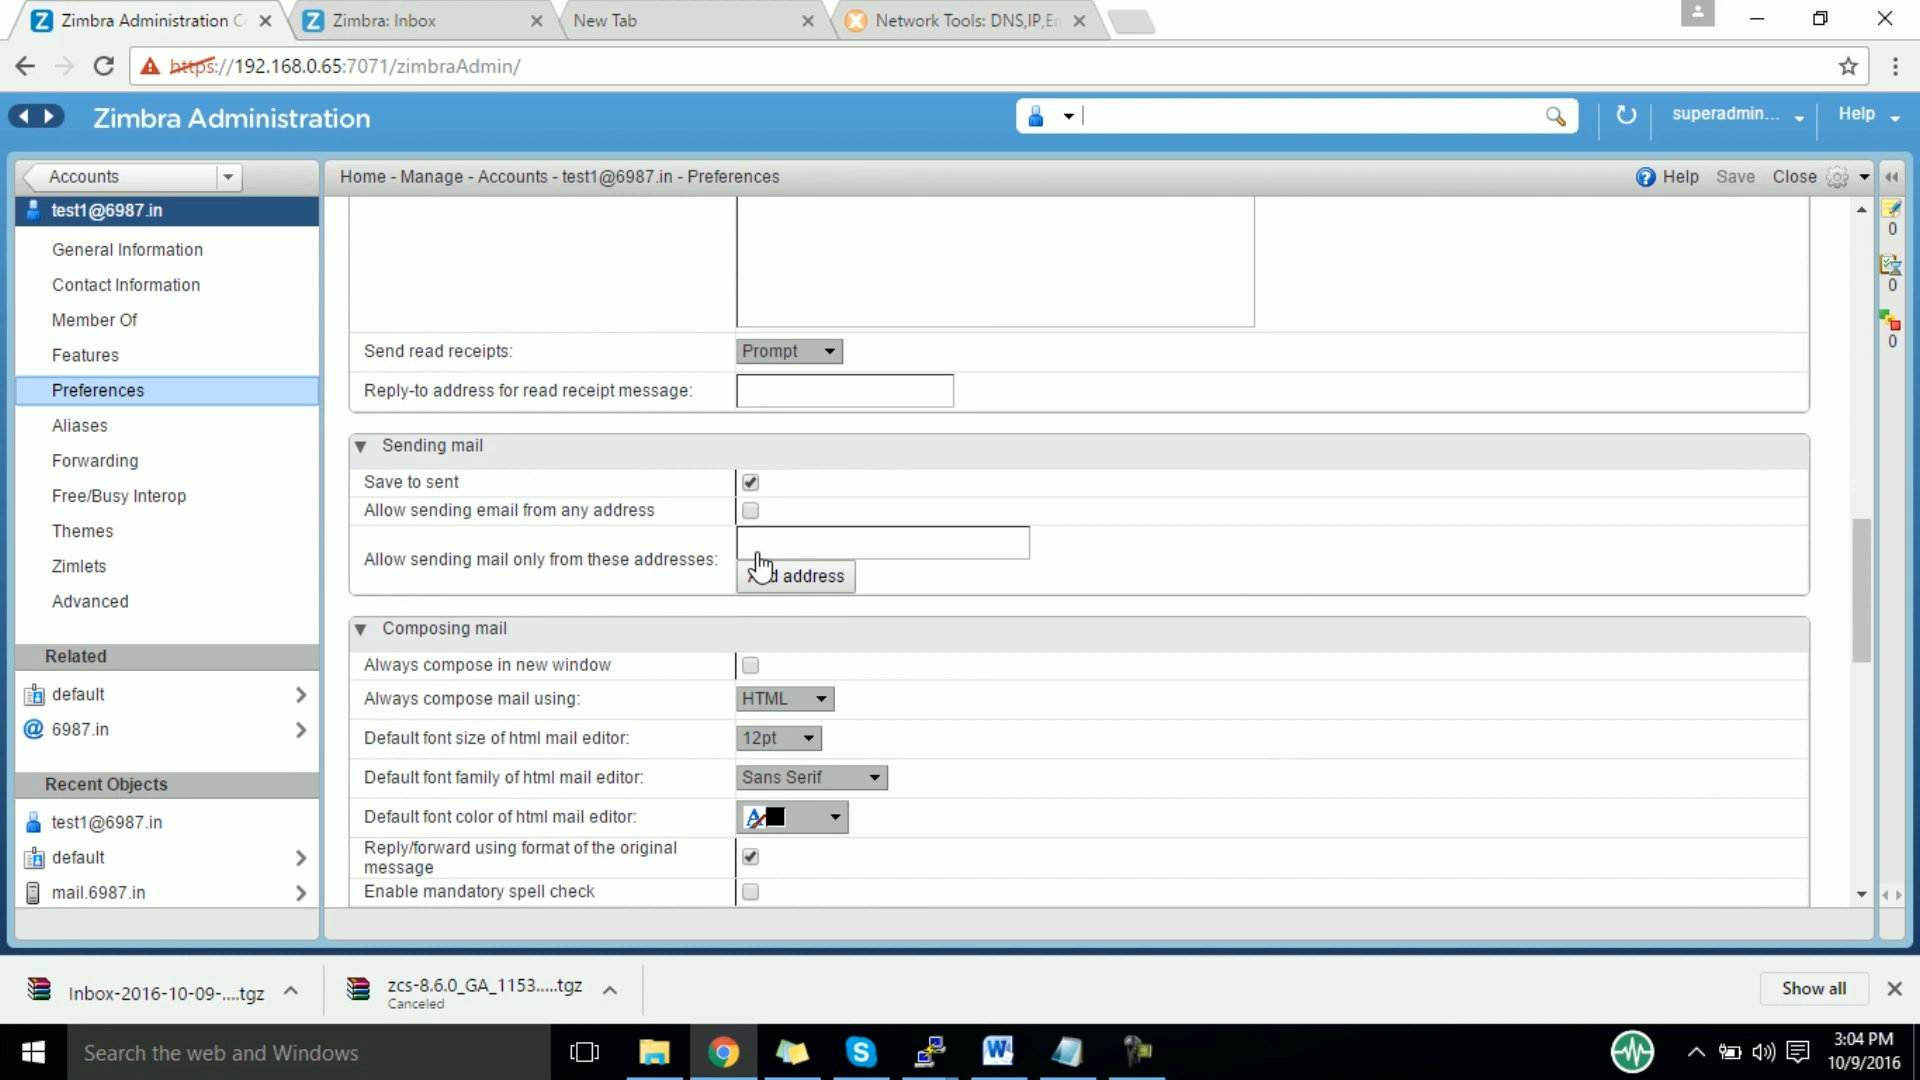 Zimbra Administration C
Zimbra: Inbox
New Tab
Network Tools: DNS,IP,Em
https://192.168.0.65:7071/zimbraAdmin/
Zimbra Administration
superadmin...
Help
Accounts
Home - Manage - Accounts - test1@6987.in - Preferences
Help
Save
Close
test1@6987.in
General Information
Contact Information
Member Of
Features
Preferences
Aliases
Forwarding
Free/Busy Interop
Themes
Zimlets
Advanced
Related
default
6987.in
Recent Objects
test1@6987.in
default
mail.6987.in
Send read receipts:
Prompt
Reply-to address for read receipt message:
Sending mail
Save to sent
Allow sending email from any address
Allow sending mail only from these addresses:
address
Composing mail
Always compose in new window
Always compose mail using:
HTML
Default font size of html mail editor:
12pt
Default font family of html mail editor:
Sans Serif
Default font color of html mail editor:
Reply/forward using format of the original
message
Enable mandatory spell check
0
0
0
Inbox-2016-10-09-....tgz
zcs-8.6.0_GA_1153.....tgz
Canceled
Show all
Search the web and Windows
3:04 PM
10/9/2016